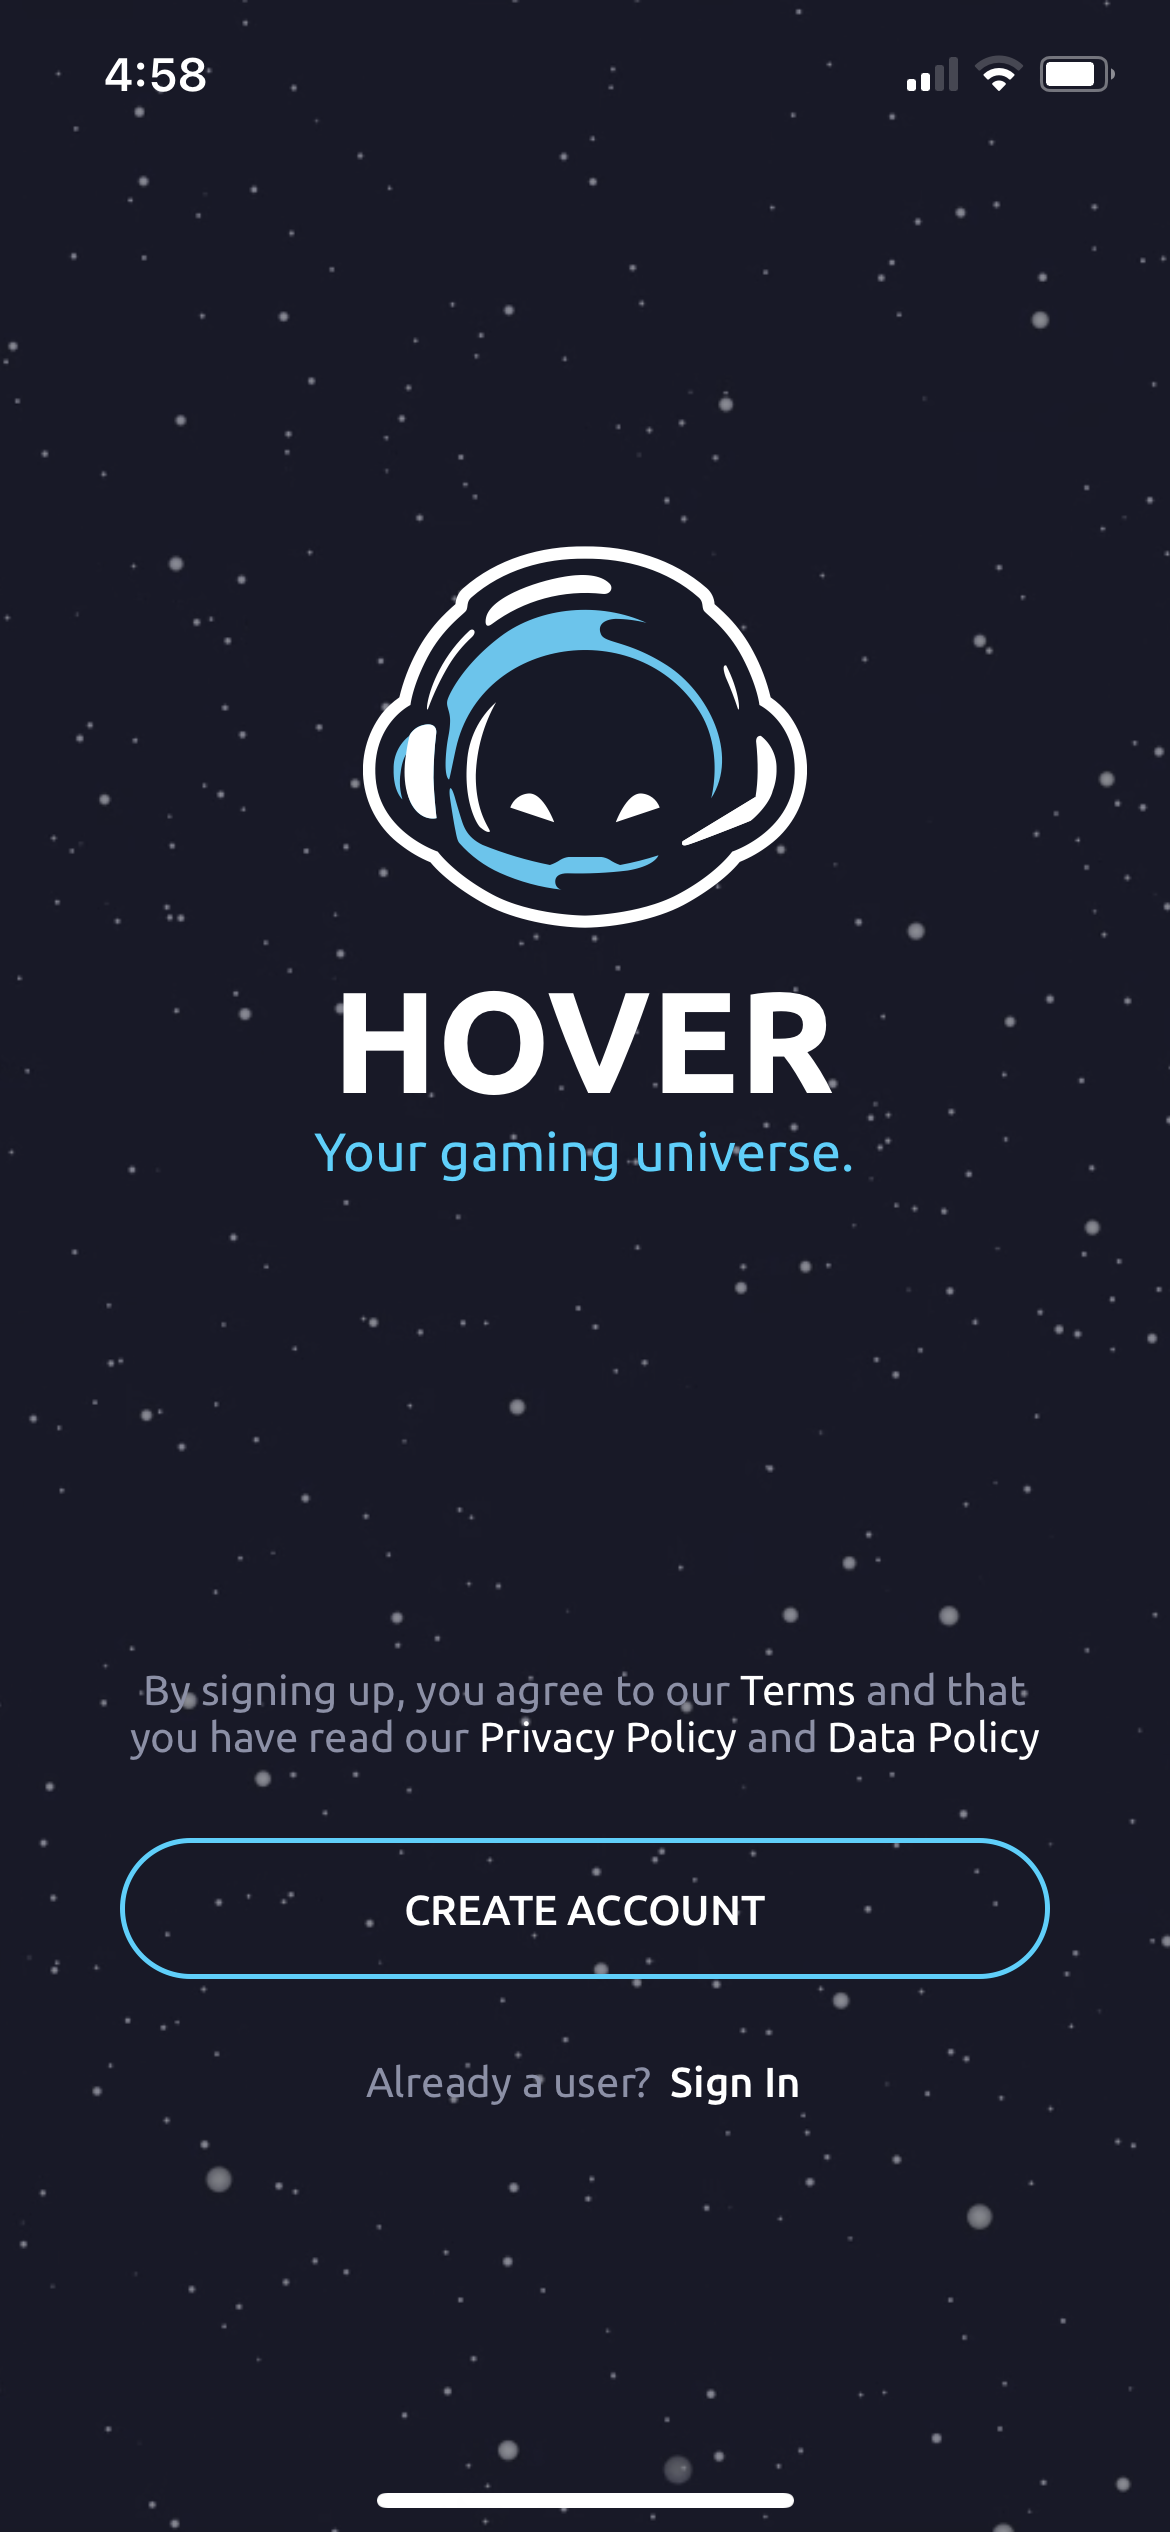 4:58
HOVER
Your gaming universe.
By signing up, you agree to our Terms and that
you have read our Privacy Policy and Data Policy
CREATE ACCOUNT
Already a user? Sign In